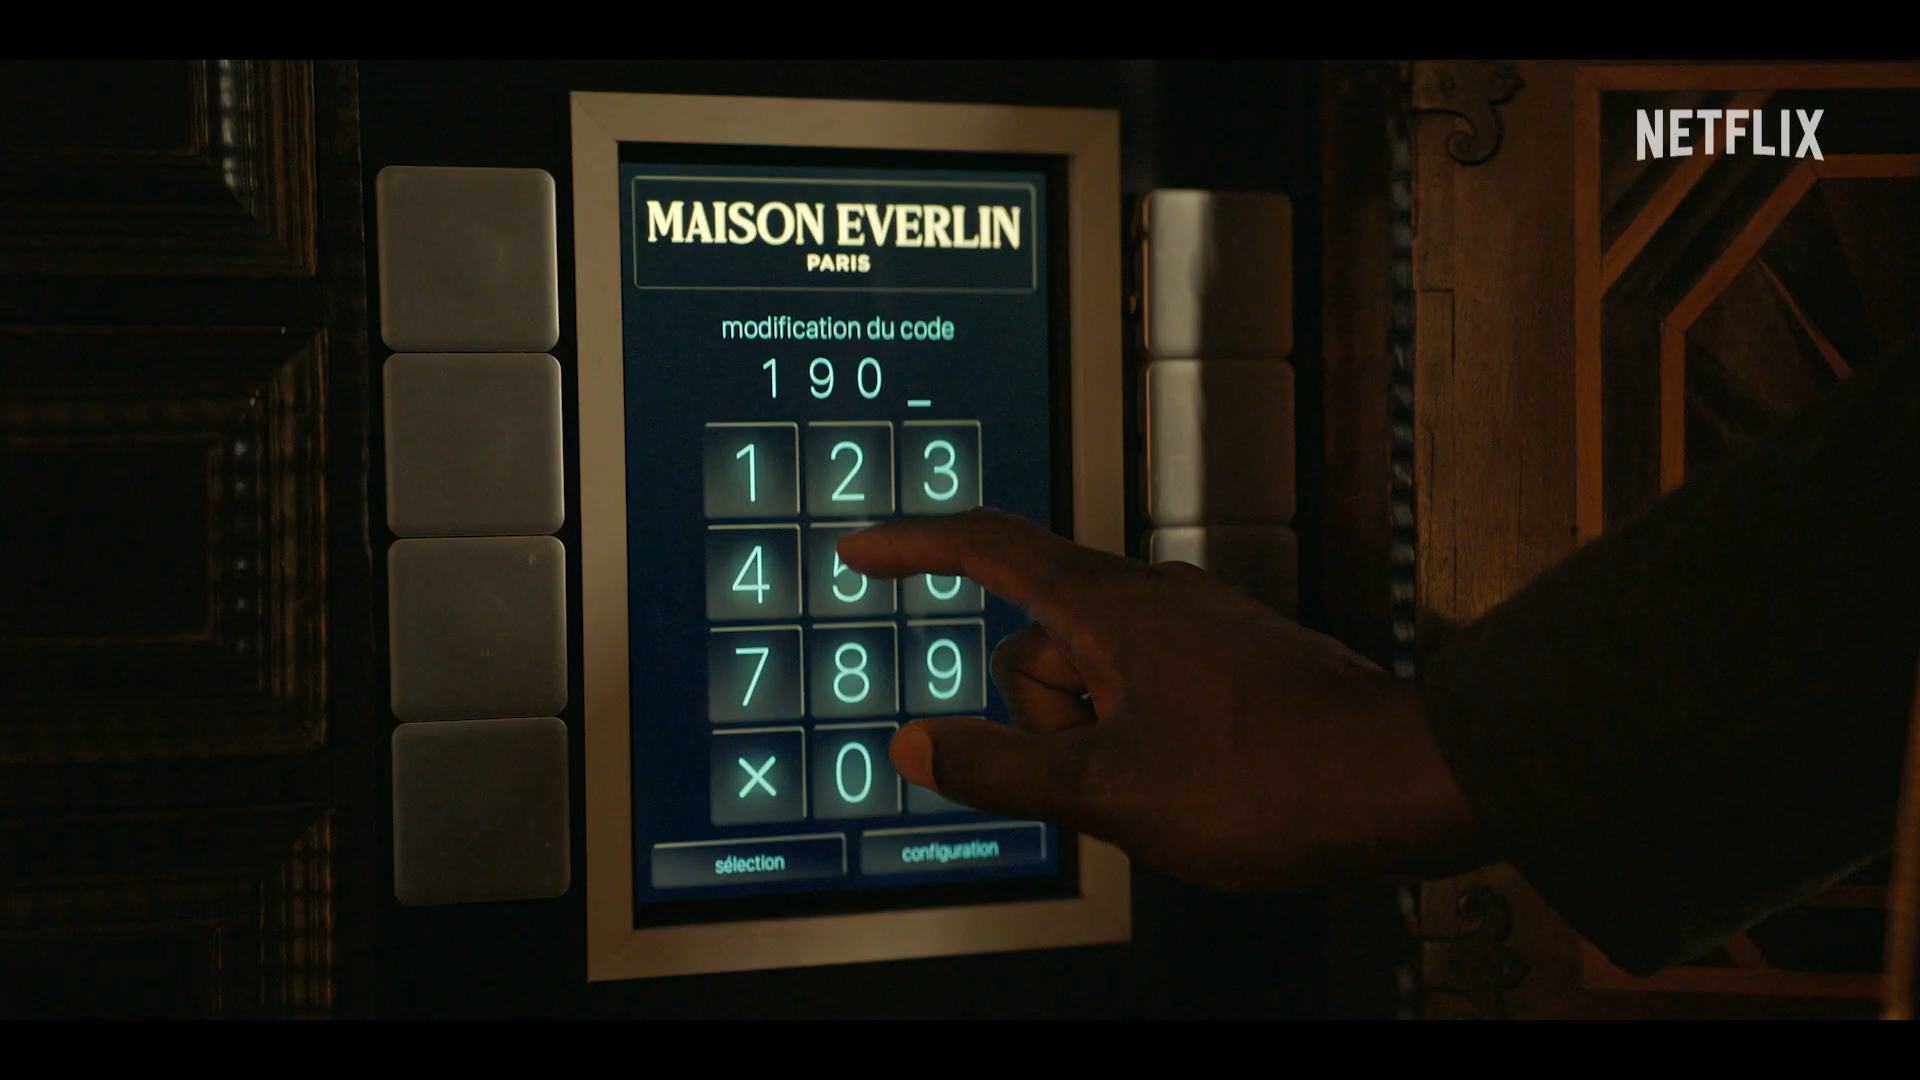 NETFLIX
MAISON EVERLIN
PARIS
modification du code
1 9 0 _
1 2 3
4 5
7 8 9
× 0
sélection
configuration